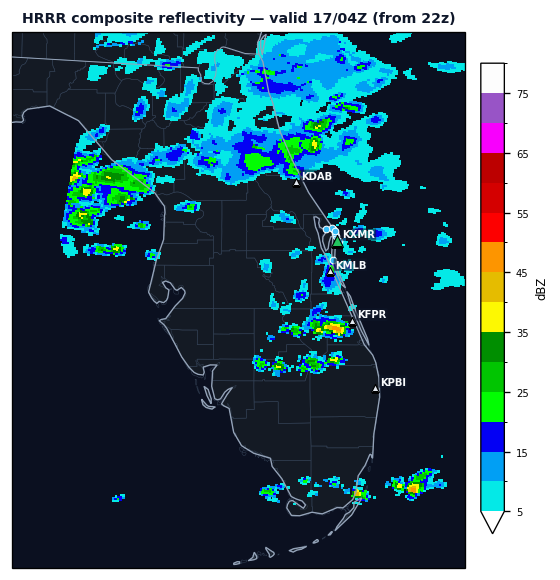 HRRR composite reflectivity — valid 17/04Z (from 22z)
KDAB
KXMR
KMLB
KFPR
KPBI
75
65
55
45
35
25
15
5
dBZ